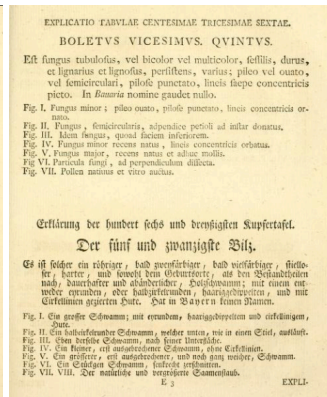 EXPLICATIO TABVLAE CENTESIMAE TRICESIMAE SEXTAE.
BOLETVS VICESIMVS. QVINTVS.
Est fungus tubulosus, vel bicolor vel multicolor, sessilis, durus,
et lignarius et lignosus, persistens, varius; pileo vel ouato,
vel semicirculari, pilose punctato, lineis saepe concentricis
picto. In Bauaria nomine gaudet nullo.
Fig. I. Fungus minor; pileo ouato, pilose punctato, lineis concentricis or-
nato.
Fig. II. Fungus, semicircularis, adpendice petioli ad instar donatus.
Fig. III. Idem fungus, quoad faciem inferiorem.
Fig. IV. Fungus minor recens natus, lineis concentricis orbatus.
Fig. V. Fungus major, recens natus et adhuc mollis.
Fig VI. Particula fungi, ad perpendiculum dissecta.
Fig. VII. Pollen natiuus et vitro auctus.
Erklärung der hundert sechs und dreyßigsten Kupfertafel.
Der fünf und zwanzigste Bilz.
Es ist solcher ein röhriger, bald zweyfärbiger, bald vielfärbiger, stiello-
ser, harter, und sowohl dem Geburtsorte, als den Bestandtheilen
nach, dauerhafter und abänderlicher, Holzschwamm; mit einem ent-
weder eyrunden, oder halbzirkelrunden, haariggedüpfelten, und mit
Cirkellinien gezierten Hute. Hat in Bayern keinen Namen.
Fig. I. Ein grosser Schwamm; mit eyrundem, haariggedüpfeltem und cirkellinigem,
Hute.
Fig. II. Ein halbzirkelrunder Schwamm, welcher unten, wie in einen Stiel, ausläuft.
Fig. III. Eben derselbe Schwamm, nach seiner Unterfläche.
Fig. IV. Ein kleiner, erst ausgebrochener Schwamm, ohne Cirkellinien.
Fig. V. Ein grösserer, erst ausgebrochener, und noch ganz weicher, Schwamm.
Fig. VI. Ein Stückgen Schwamm, senkrecht zerschnitten.
Fig. VII. VIII. Der natürliche und vergrößerte Saamenstaub.
E 3 EXPLI-